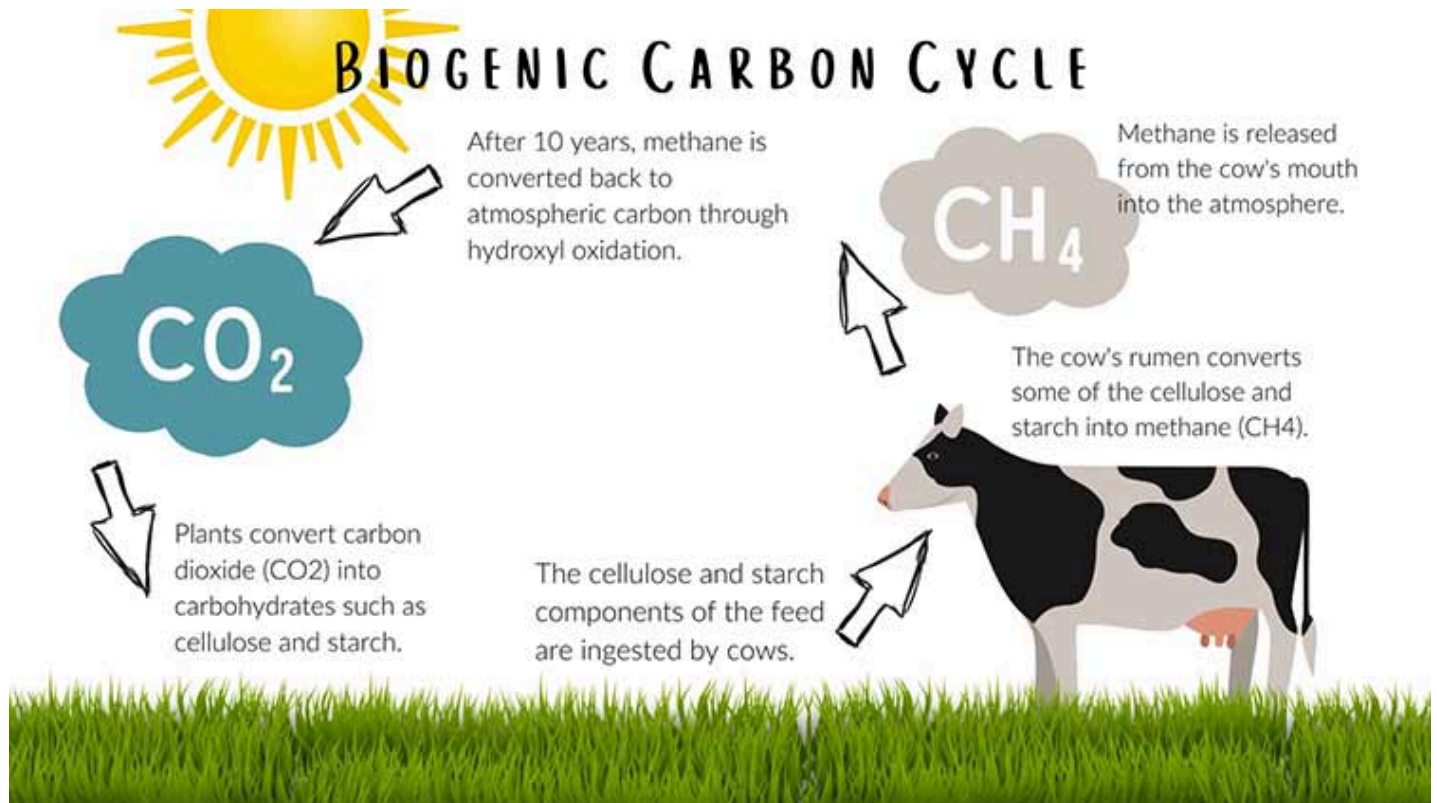 BIOGENIC CARBON CYCLE
After 10 years, methane is
converted back to
atmospheric carbon through
hydroxyl oxidation.
CH4
Methane is released
from the cow's mouth
into the atmosphere.
CO2
The cow's rumen converts
some of the cellulose and
starch into methane (CH4).
Plants convert carbon
dioxide (CO2) into
carbohydrates such as
cellulose and starch.
The cellulose and starch
components of the feed
are ingested by cows.